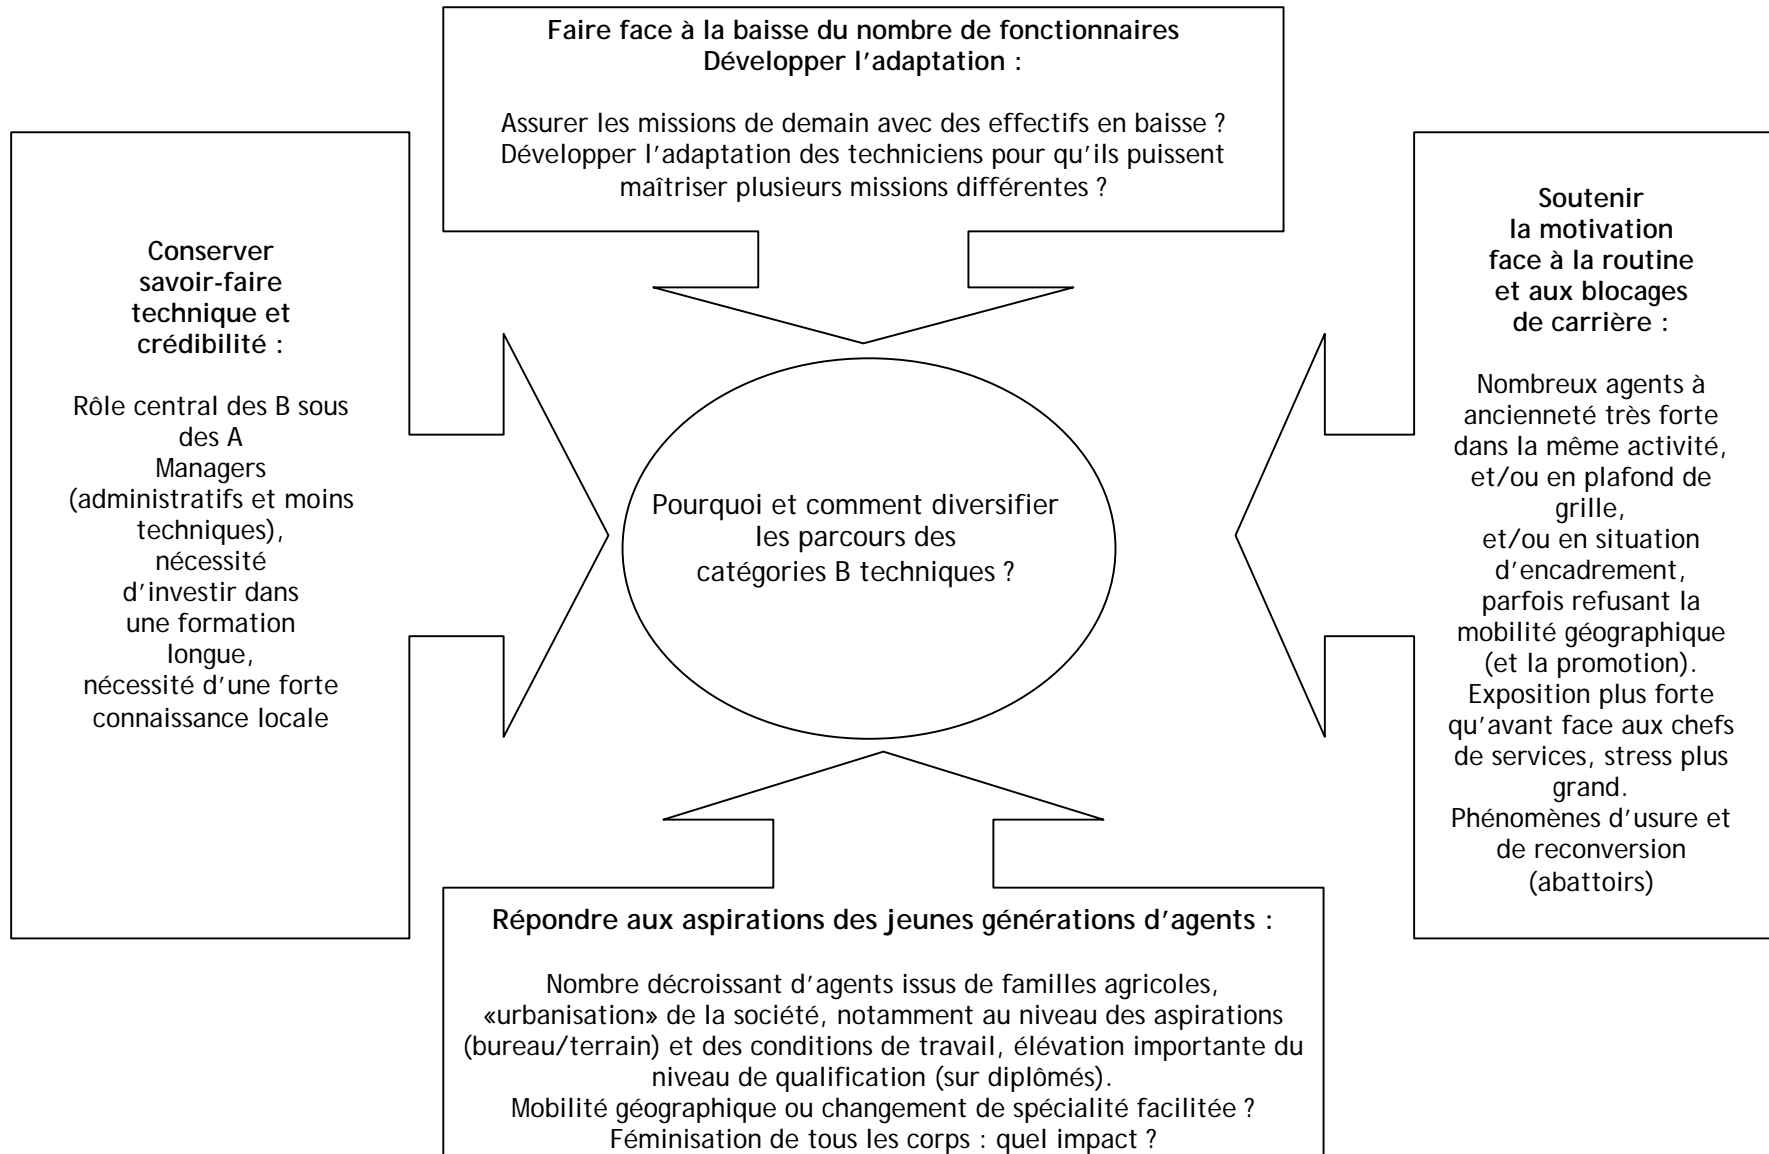 Faire face à la baisse du nombre de fonctionnaires
Développer l'adaptation :
Assurer les missions de demain avec des effectifs en baisse ?
Développer l'adaptation des techniciens pour qu'ils puissent
maîtriser plusieurs missions différentes ?
Conserver
savoir-faire
technique et
crédibilité :
Rôle central des B sous
des A
Managers
(administratifs et moins
techniques),
nécessité
d'investir dans
une formation
longue,
nécessité d'une forte
connaissance locale
Pourquoi et comment diversifier
les parcours des
catégories B techniques ?
Soutenir
la motivation
face à la routine
et aux blocages
de carrière :
Nombreux agents à
ancienneté très forte
dans la même activité,
et/ou en plafond de
grille,
et/ou en situation
d'encadrement,
parfois refusant la
mobilité géographique
(et la promotion).
Exposition plus forte
qu'avant face aux chefs
de services, stress plus
grand.
Phénomènes d'usure et
de reconversion
(abattoirs)
Répondre aux aspirations des jeunes générations d'agents :
Nombre décroissant d'agents issus de familles agricoles,
«urbanisation» de la société, notamment au niveau des aspirations
(bureau/terrain) et des conditions de travail, élévation importante du
niveau de qualification (sur diplômés).
Mobilité géographique ou changement de spécialité facilitée ?
Féminisation de tous les corps : quel impact ?